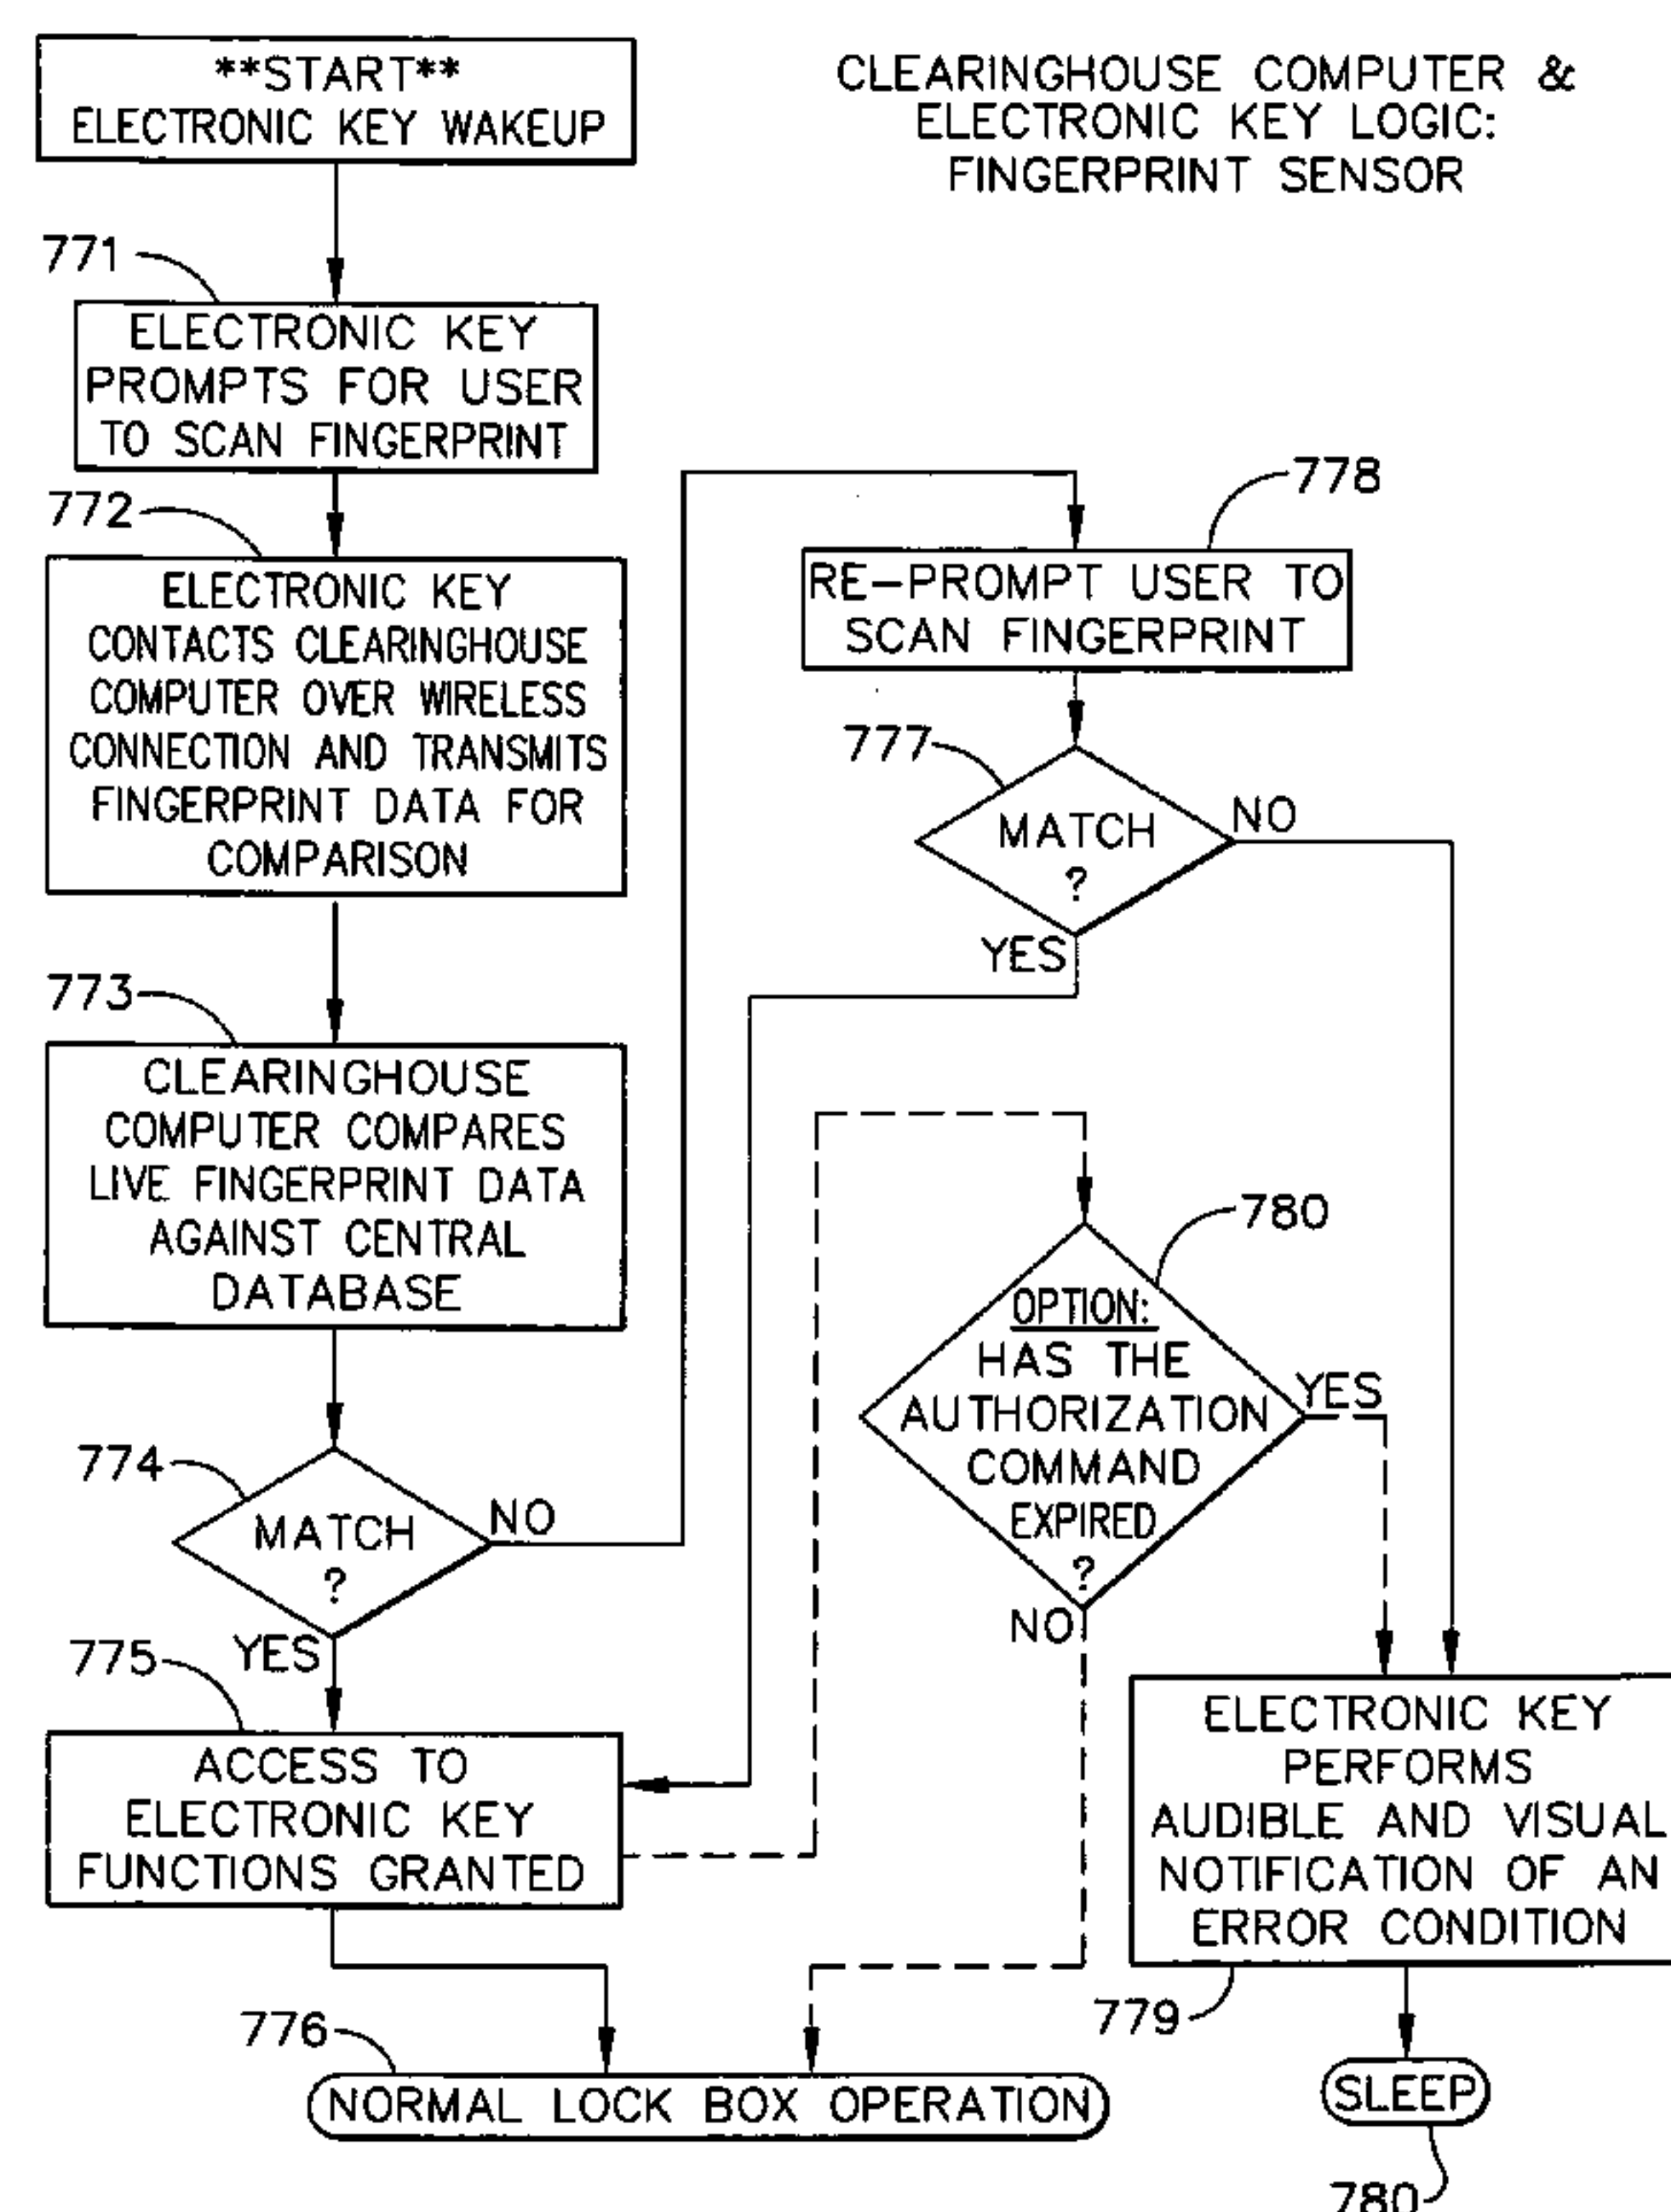 **START**
ELECTRONIC KEY WAKEUP
CLEARINGHOUSE COMPUTER &
ELECTRONIC KEY LOGIC:
FINGERPRINT SENSOR
771
ELECTRONIC KEY
PROMPTS FOR USER
TO SCAN FINGERPRINT
772
ELECTRONIC KEY
CONTACTS CLEARINGHOUSE
COMPUTER OVER WIRELESS
CONNECTION AND TRANSMITS
FINGERPRINT DATA FOR
COMPARISON
773
CLEARINGHOUSE
COMPUTER COMPARES
LIVE FINGERPRINT DATA
AGAINST CENTRAL
DATABASE
774
MATCH
?
NO
YES
775
ACCESS TO
ELECTRONIC KEY
FUNCTIONS GRANTED
776
NORMAL LOCK BOX OPERATION
778
RE-PROMPT USER TO
SCAN FINGERPRINT
777
MATCH
?
NO
YES
780
OPTION:
HAS THE
AUTHORIZATION
COMMAND
EXPIRED
?
YES
NO
ELECTRONIC KEY
PERFORMS
AUDIBLE AND VISUAL
NOTIFICATION OF AN
ERROR CONDITION
779
SLEEP
780